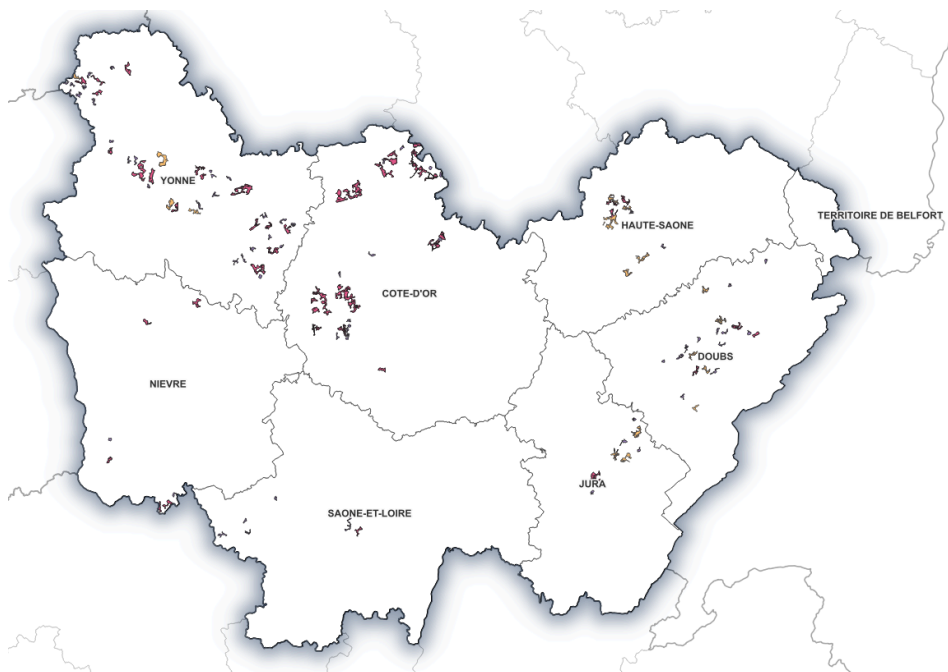 YONNE
TERRITOIRE DE BELFORT
HAUTE-SAONE
COTE-D'OR
DOUBS
NIEVRE
JURA
SAONE-ET-LOIRE